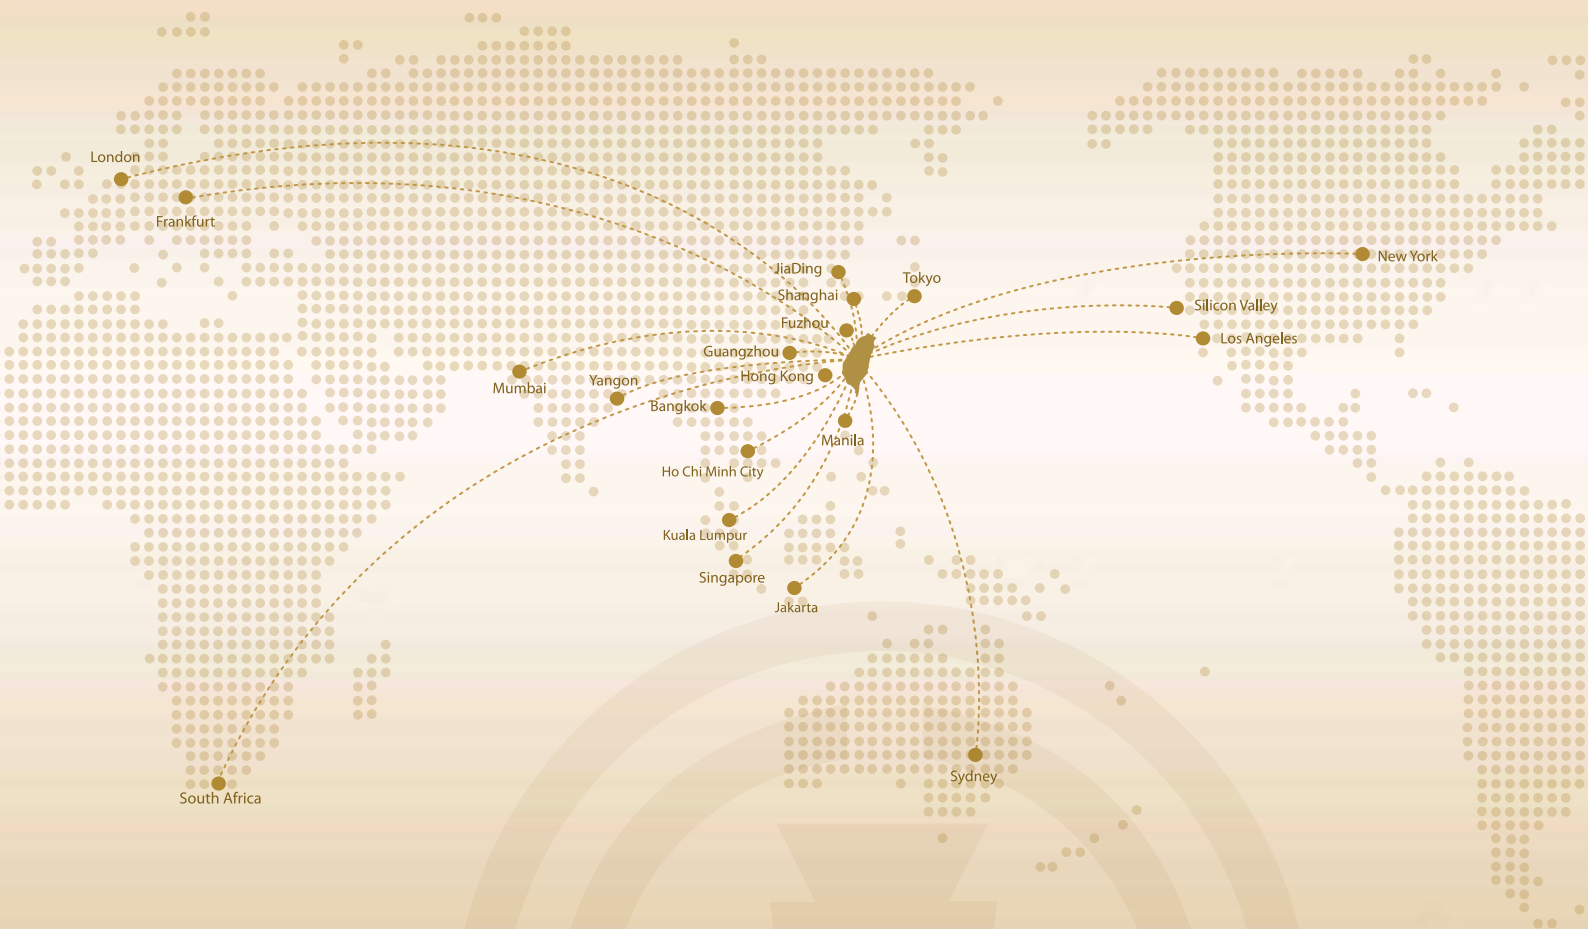 London
Frankfurt
New York
JiaDing
Tokyo
Shanghai
Silicon Valley
Fuzhou
Los Angeles
Guangzhou
Hong Kong
Yangon
Mumbai
Bangkok
Manila
Ho Chi Minh City
Kuala Lumpur
Singapore
Jakarta
Sydney
South Africa